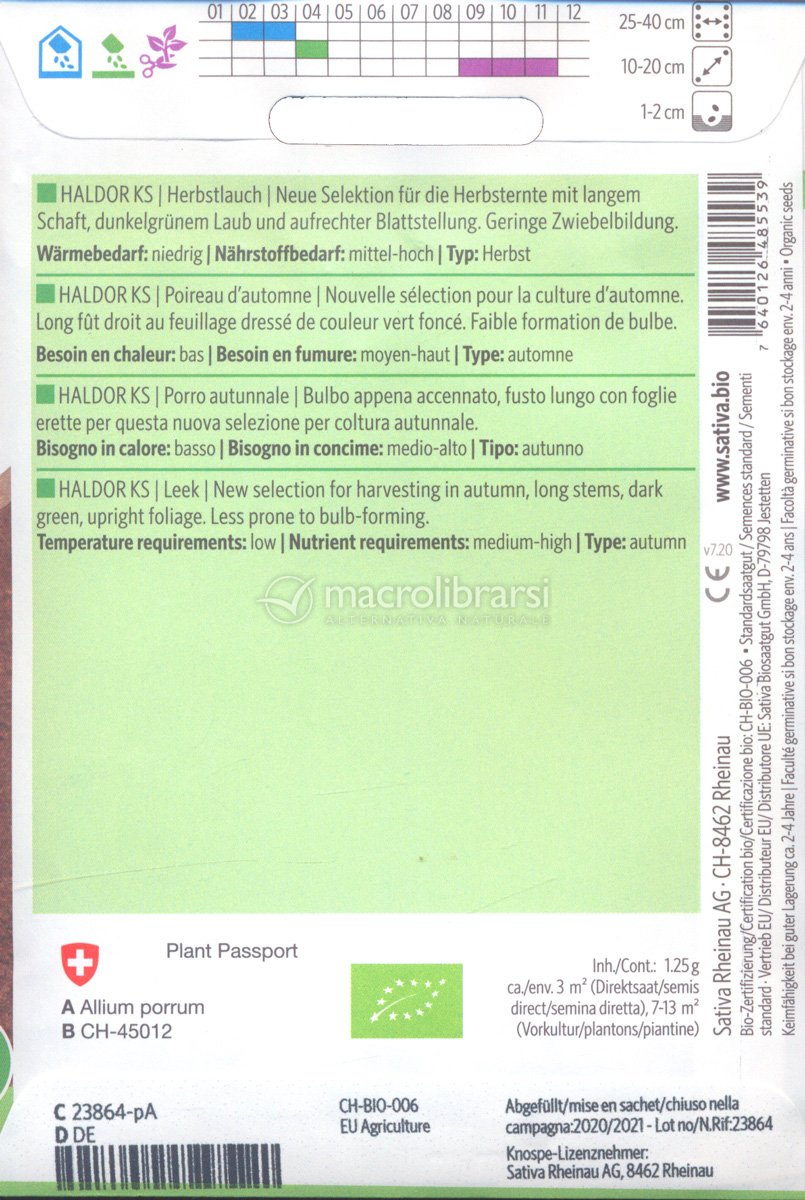 01 02 03 04 05 06 07 08 09 10 11 12
25-40 cm
10-20 cm
1-2 cm
HALDOR KS | Herbstlauch | Neue Selektion für die Herbsternte mit langem
Schaft, dunkelgrünem Laub und aufrechter Blattstellung. Geringe Zwiebelbildung.
Wärmebedarf: niedrig | Nährstoffbedarf: mittel-hoch | Typ: Herbst
HALDOR KS | Poireau d'automne | Nouvelle sélection pour la culture d'automne.
Long fût droit au feuillage dressé de couleur vert foncé. Faible formation de bulbe.
Besoin en chaleur: bas | Besoin en fumure: moyen-haut | Type: automne
HALDOR KS | Porro autunnale | Bulbo appena accennato, fusto lungo con foglie
erette per questa nuova selezione per coltura autunnale.
Bisogno in calore: basso | Bisogno in concime: medio-alto | Tipo: autunno
HALDOR KS | Leek | New selection for harvesting in autumn, long stems, dark
green, upright foliage. Less prone to bulb-forming.
Temperature requirements: low | Nutrient requirements: medium-high | Type: autumn
macrolibrarsi
ALTERNATIVA NATURALE
7 640126 485539
www.sativa.bio
v7.20
CE
Sativa Rheinau AG · CH-8462 Rheinau
Bio-Zertifizierung/Certification bio/Certificazione bio: CH-BIO-006 • Standardsaatgut / Semences standard / Sementi
standard · Vertrieb EU/ Distributeur EU/ Distributore UE: Sativa Biosaatgut GmbH, D-79798 Jestetten
Keimfähigkeit bei guter Lagerung ca. 2-4 Jahre | Faculté germinative si bon stockage env. 2-4 ans | Facoltà germinative si bon stockage env. 2-4 anni • Organic seeds
Plant Passport
A Allium porrum
B CH-45012
Inh./Cont.: 1.25 g
ca./env. 3 m² (Direktsaat/semis
direct/semina diretta), 7-13 m²
(Vorkultur/plantons/piantine)
C 23864-pA
D DE
CH-BIO-006
EU Agriculture
Abgefüllt/mise en sachet/chiuso nella
campagna:2020/2021 - Lot no/N.Rif:23864
Knospe-Lizenznehmer:
Sativa Rheinau AG, 8462 Rheinau